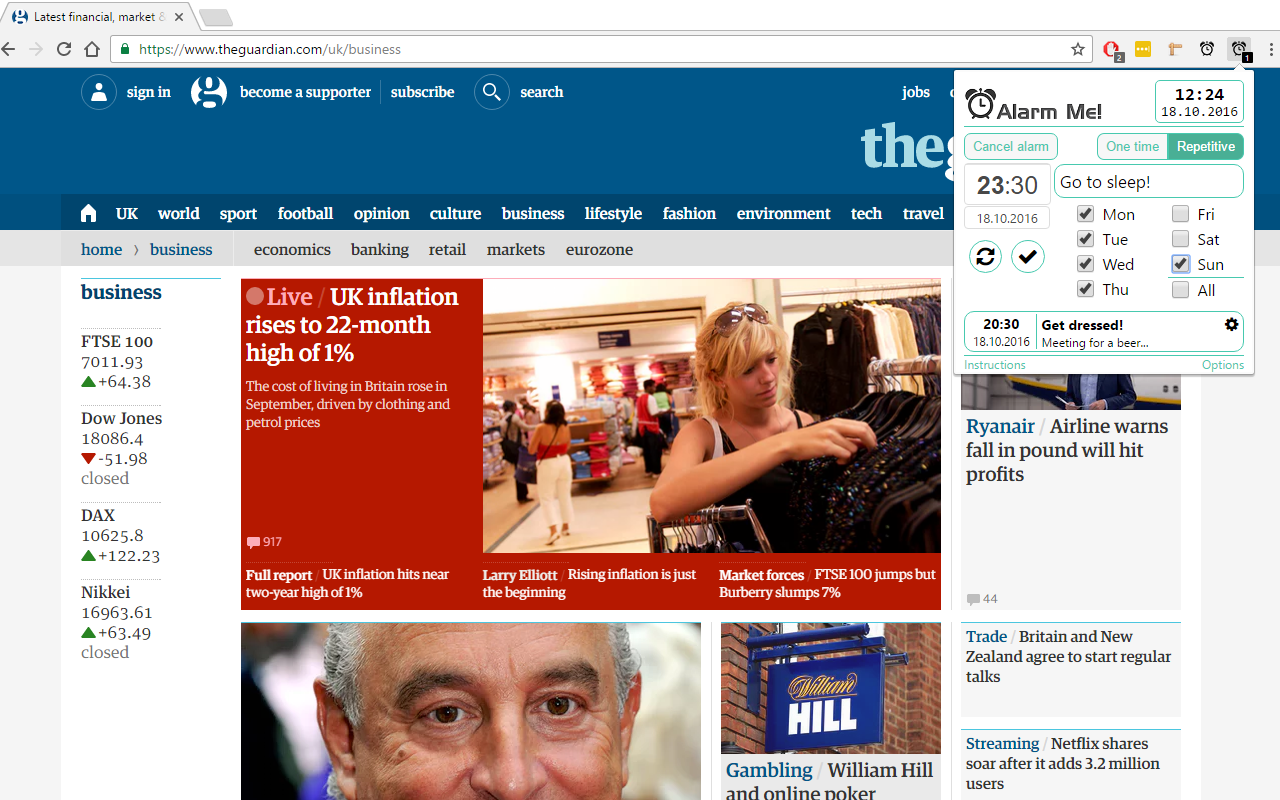 Latest financial, market &
https://www.theguardian.com/uk/business
2
1
sign in
become a supporter
subscribe
search
jobs
theg
UK
world
sport
football
opinion
culture
business
lifestyle
fashion
environment
tech
travel
home › business
economics
banking
retail
markets
eurozone
Alarm Me!
12:24
18.10.2016
Cancel alarm
One time
Repetitive
23:30
18.10.2016
Go to sleep!
Mon
Fri
Tue
Sat
Wed
Sun
Thu
All
20:30
18.10.2016
Get dressed!
Meeting for a beer...
Instructions
Options
business
FTSE 100
7011.93
+64.38
Dow Jones
18086.4
-51.98
closed
DAX
10625.8
+122.23
Nikkei
16963.61
+63.49
closed
Live / UK inflation
rises to 22-month
high of 1%
The cost of living in Britain rose in
September, driven by clothing and
petrol prices
917
Full report / UK inflation hits near
two-year high of 1%
Larry Elliott / Rising inflation is just
the beginning
Market forces / FTSE 100 jumps but
Burberry slumps 7%
Ryanair / Airline warns
fall in pound will hit
profits
44
William
HILL
Gambling / William Hill
and online poker
Trade / Britain and New
Zealand agree to start regular
talks
Streaming / Netflix shares
soar after it adds 3.2 million
users